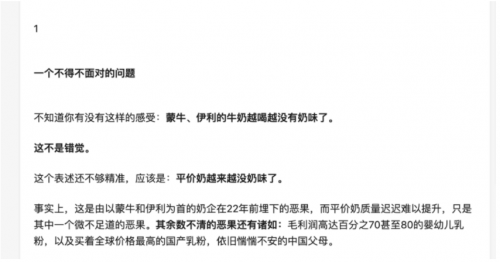 1
一个不得不面对的问题
不知道你有没有这样的感受：蒙牛、伊利的牛奶越喝越没有奶味了。
这不是错觉。
这个表述还不够精准，应该是：平价奶越来越没奶味了。
事实上，这是由以蒙牛和伊利为首的奶企在22年前埋下的恶果，而平价奶质量迟迟难以提升，只是
其中一个微不足道的恶果。其余数不清的恶果还有诸如：毛利润高达百分之70甚至80的婴幼儿乳
粉，以及买着全球价格最高的国产乳粉，依旧惴惴不安的中国父母。